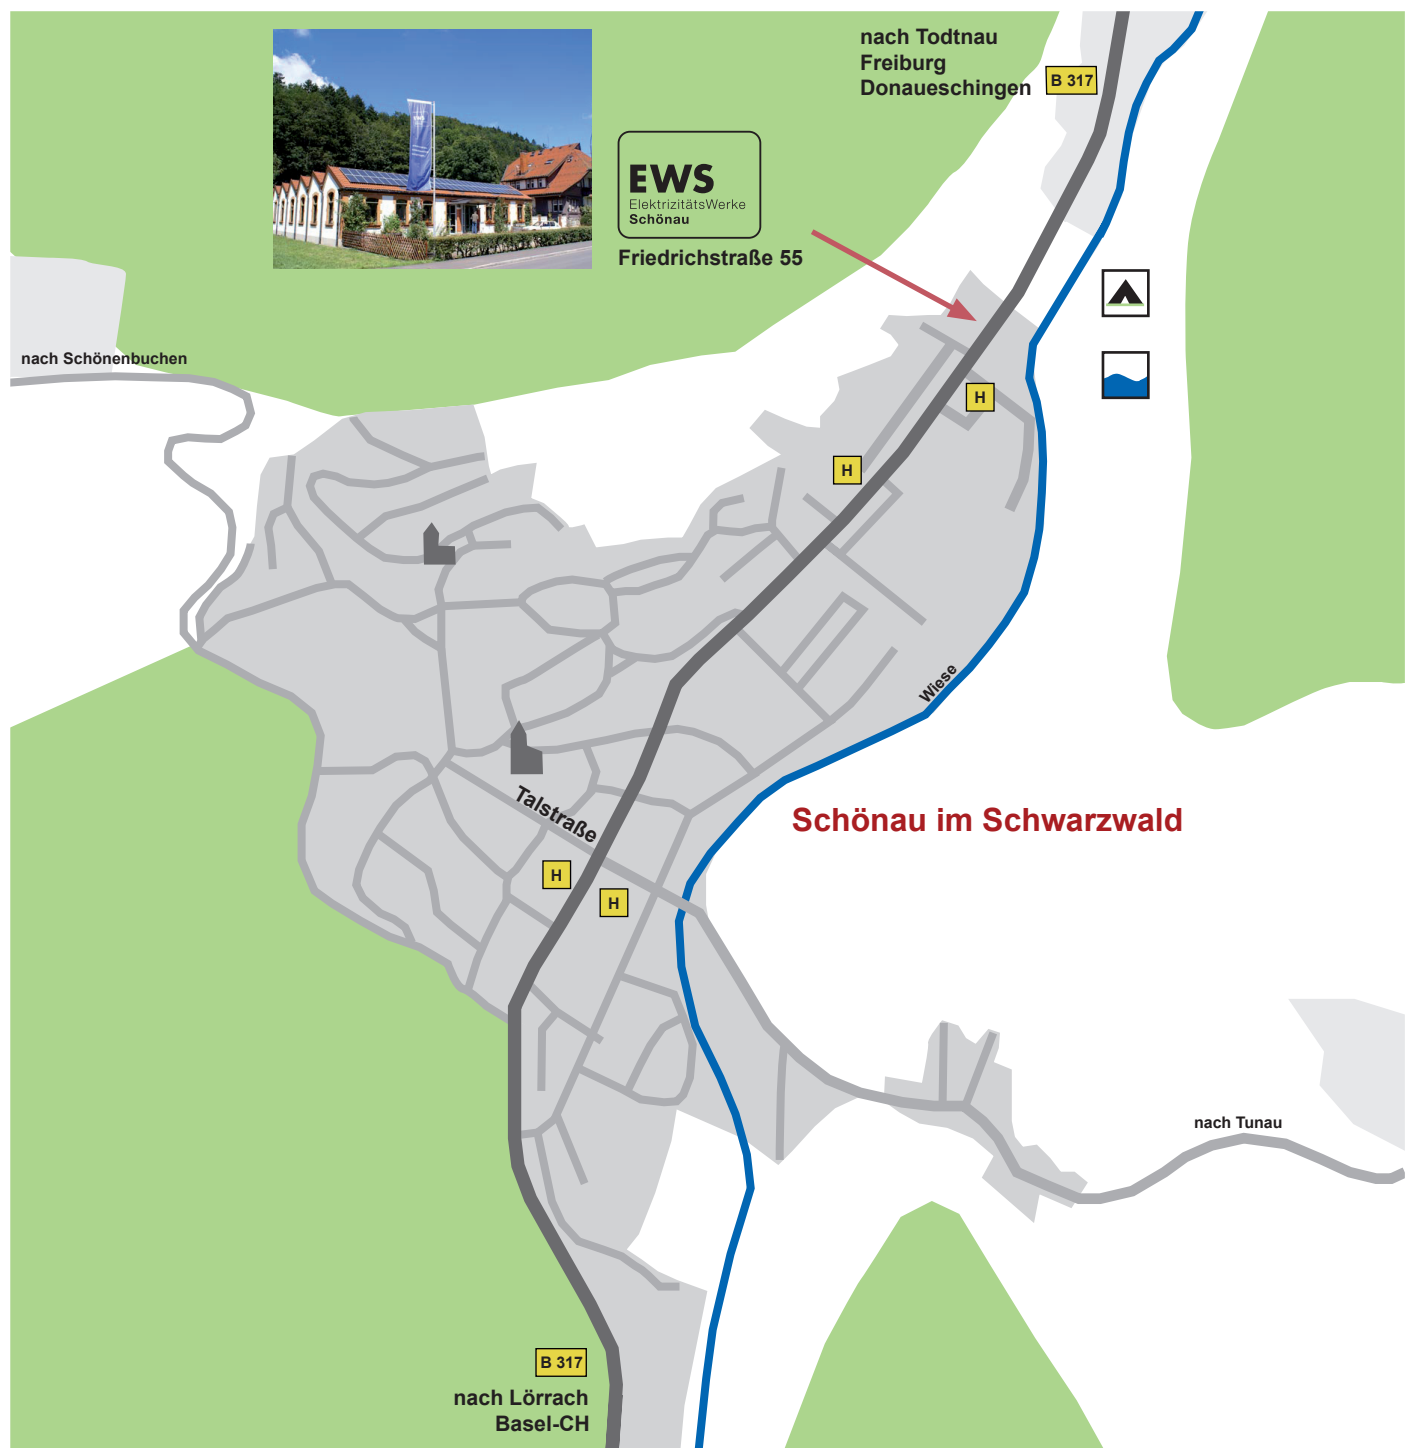 nach Todtnau
Freiburg
Donaueschingen
B 317
EWS
EWS
ElektrizitätsWerke
Schönau
Friedrichstraße 55
nach Schönenbuchen
H
H
Wiese
Talstraße
Schönau im Schwarzwald
H
H
nach Tunau
B 317
nach Lörrach
Basel-CH